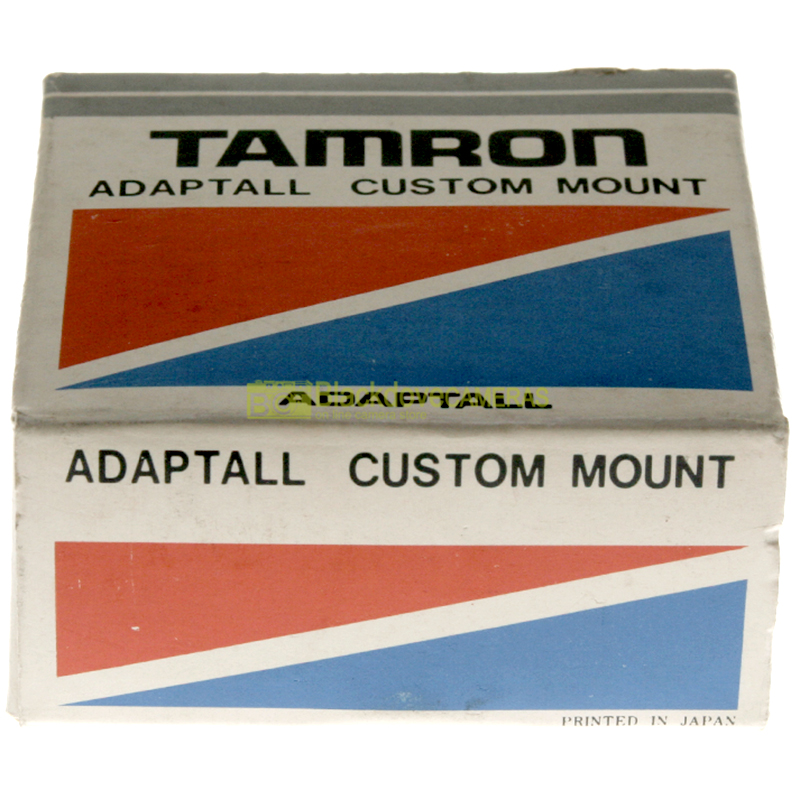 TAMRON
ADAPTALL CUSTOM MOUNT
ADAPTALL
ADAPTALL CUSTOM MOUNT
PRINTED IN JAPAN